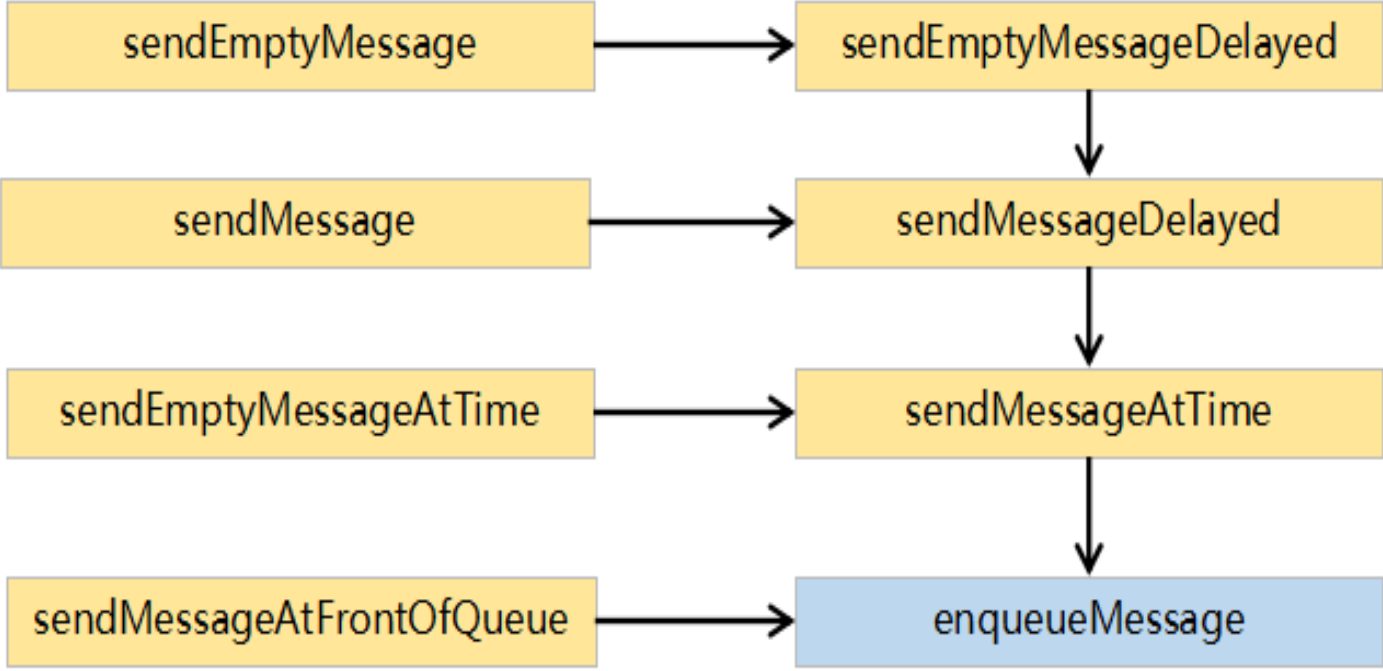 sendEmptyMessage
sendEmptyMessageDelayed
sendMessage
sendMessageDelayed
sendEmptyMessageAtTime
sendMessageAtTime
sendMessageAtFrontOfQueue
enqueueMessage